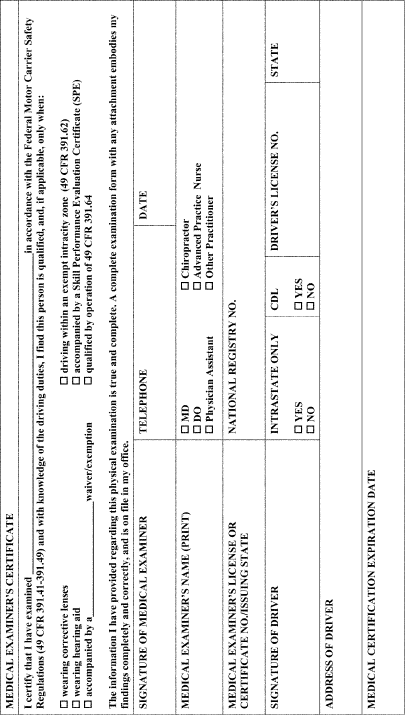 MEDICAL EXAMINER'S CERTIFICATE
I certify that I have examined ____________________ in accordance with the Federal Motor Carrier Safety
Regulations (49 CFR 391.41-391.49) and with knowledge of the driving duties, I find this person is qualified, and, if applicable, only when:
☐ wearing corrective lenses ☐ driving within an exempt intracity zone (49 CFR 391.62)
☐ wearing hearing aid ☐ accompanied by a Skill Performance Evaluation Certificate (SPE)
☐ accompanied by a ____________ waiver/exemption ☐ qualified by operation of 49 CFR 391.64
The information I have provided regarding this physical examination is true and complete. A complete examination form with any attachment embodies my
findings completely and correctly, and is on file in my office.
SIGNATURE OF MEDICAL EXAMINER TELEPHONE DATE
MEDICAL EXAMINER'S NAME (PRINT)
☐ MD ☐ Chiropractor
☐ DO ☐ Advanced Practice Nurse
☐ Physician Assistant ☐ Other Practitioner
MEDICAL EXAMINER'S LICENSE OR
CERTIFICATE NO./ISSUING STATE
NATIONAL REGISTRY NO.
SIGNATURE OF DRIVER INTRASTATE ONLY CDL DRIVER'S LICENSE NO. STATE
☐ YES ☐ YES
☐ NO ☐ NO
ADDRESS OF DRIVER
MEDICAL CERTIFICATION EXPIRATION DATE